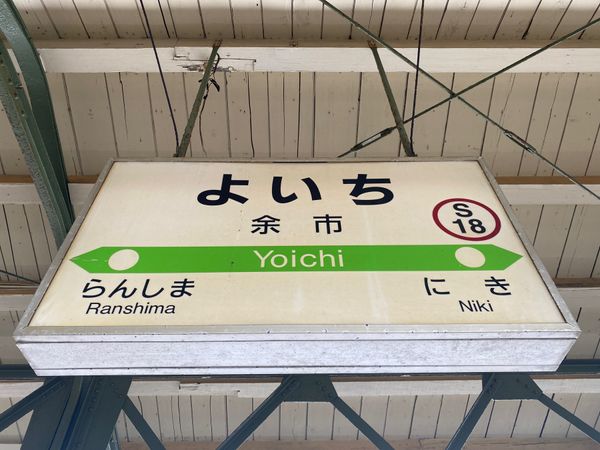 よいち
余市
S
18
Yoichi
らんしま
Ranshima
にき
Niki